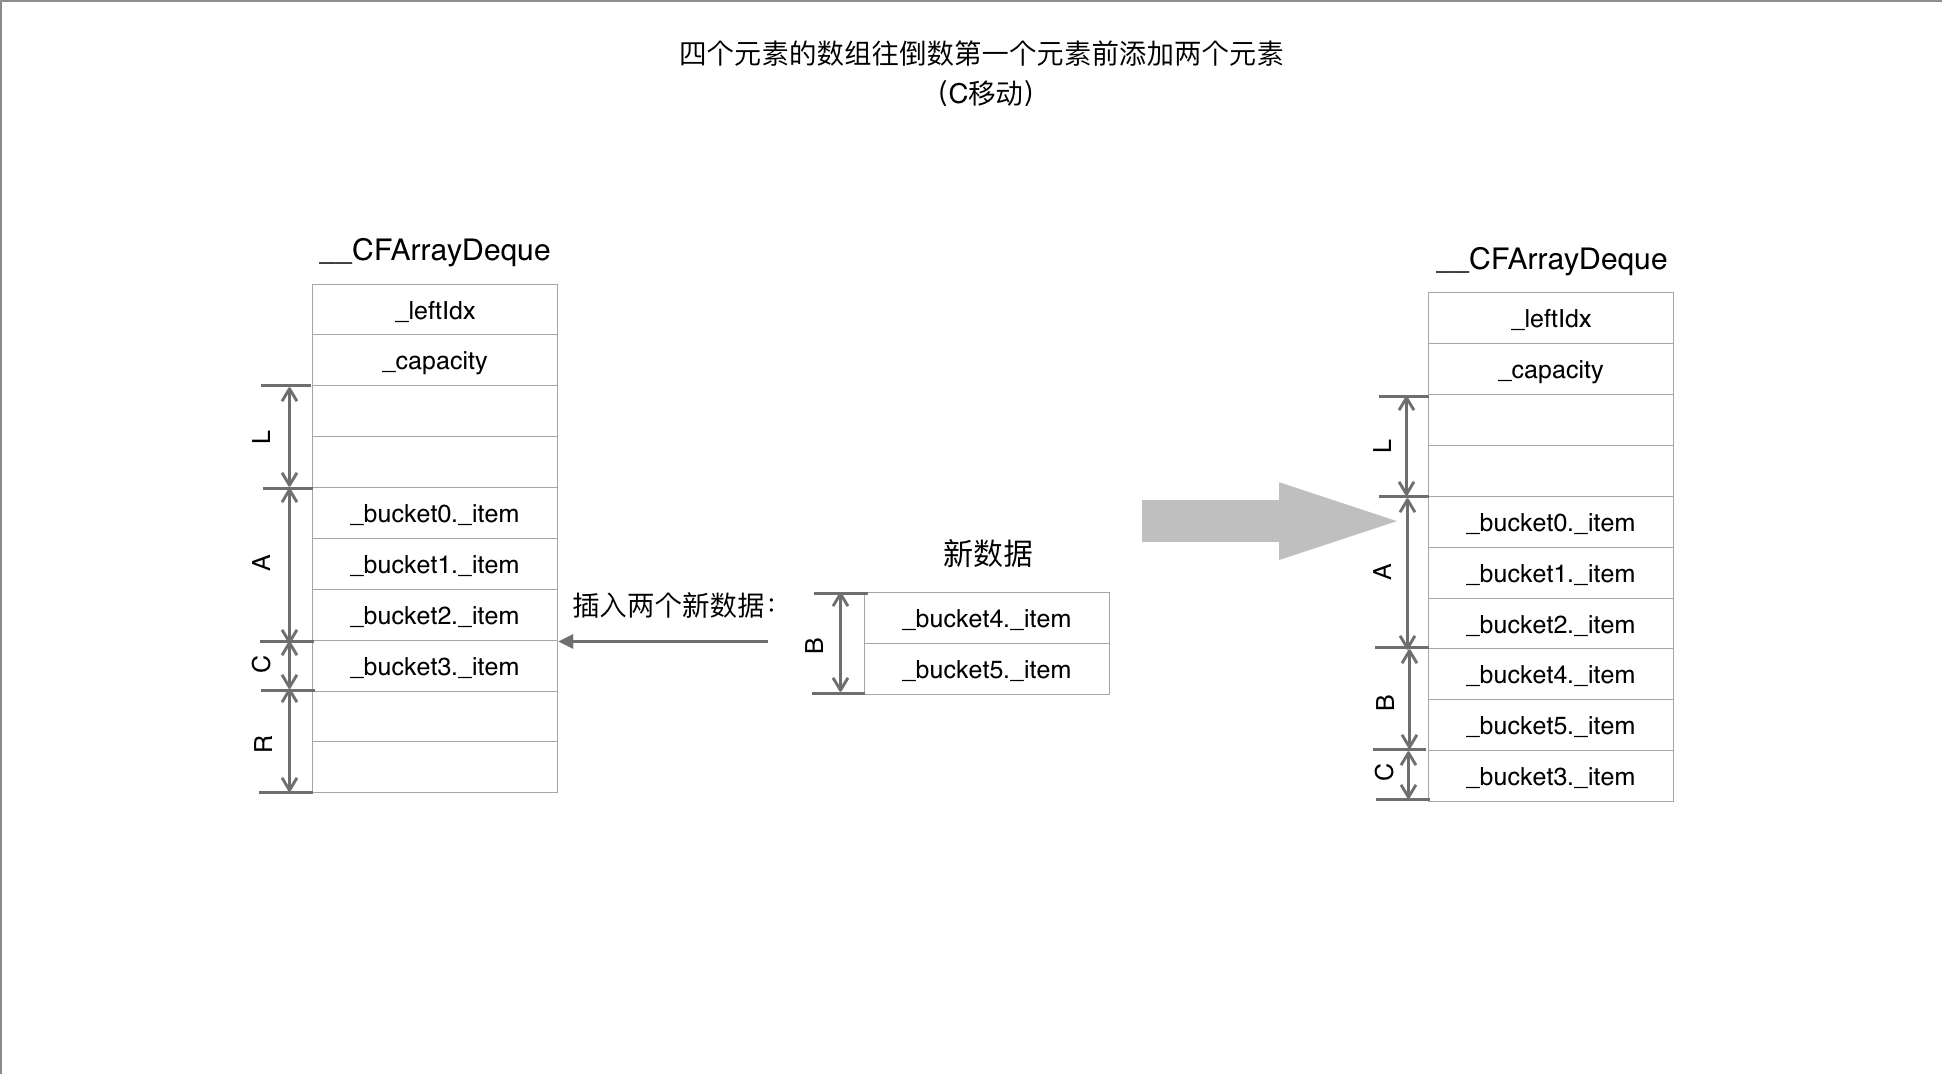 四个元素的数组往倒数第一个元素前添加两个元素
（C移动）
__CFArrayDeque
_leftIdx
_capacity
L
_bucket0._item
A
_bucket1._item
_bucket2._item
C
_bucket3._item
R
插入两个新数据：
新数据
B
_bucket4._item
_bucket5._item
__CFArrayDeque
_leftIdx
_capacity
L
_bucket0._item
A
_bucket1._item
_bucket2._item
_bucket4._item
B
_bucket5._item
C
_bucket3._item